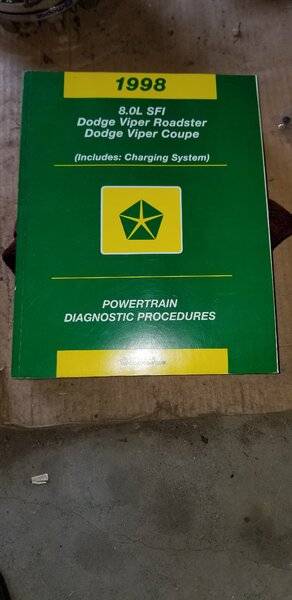 1998
8.0L SFI
Dodge Viper Roadster
Dodge Viper Coupe
(Includes: Charging System)
POWERTRAIN
DIAGNOSTIC PROCEDURES